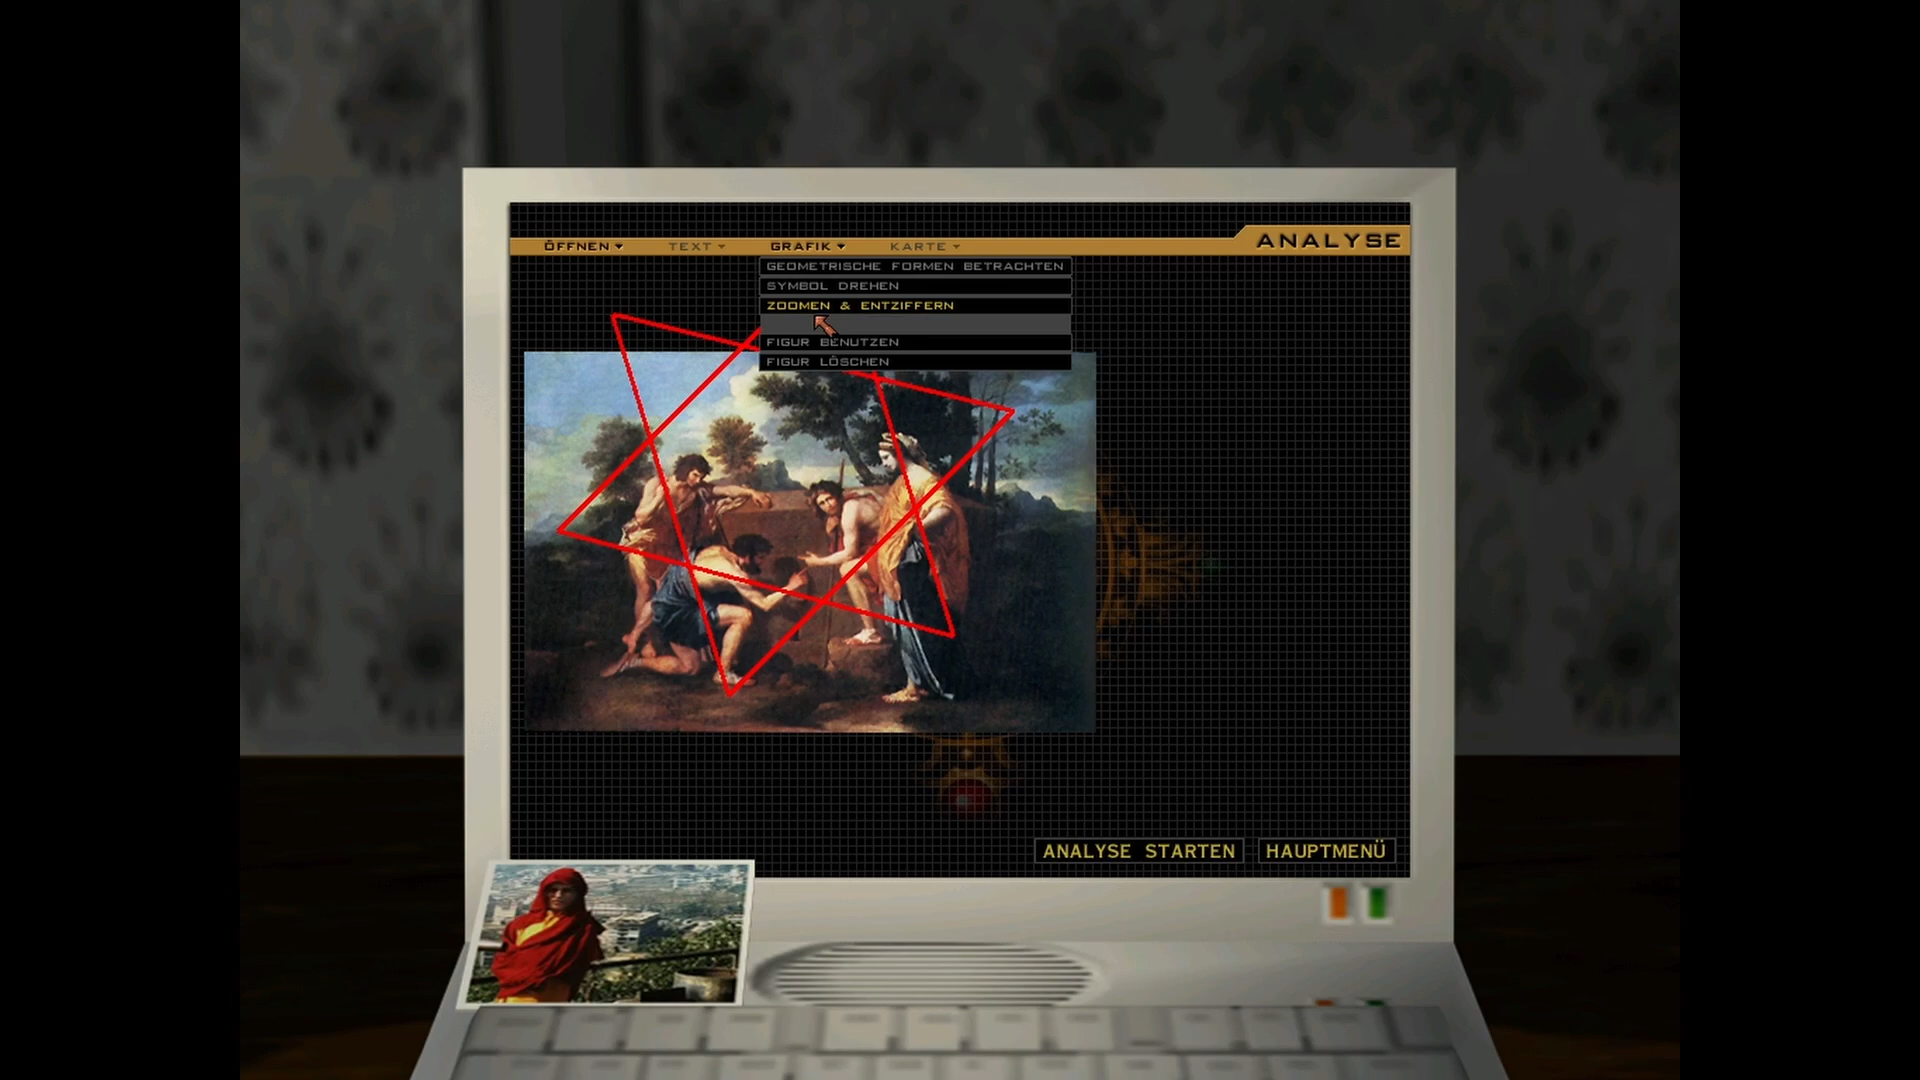 ÖFFNEN TEXT GRAFIK KARTE ANALYSE
GEOMETRISCHE FORMEN BETRACHTEN
SYMBOL DREHEN
ZOOMEN & ENTZIFFERN
FIGUR BENUTZEN
FIGUR LÖSCHEN
ANALYSE STARTEN HAUPTMENÜ